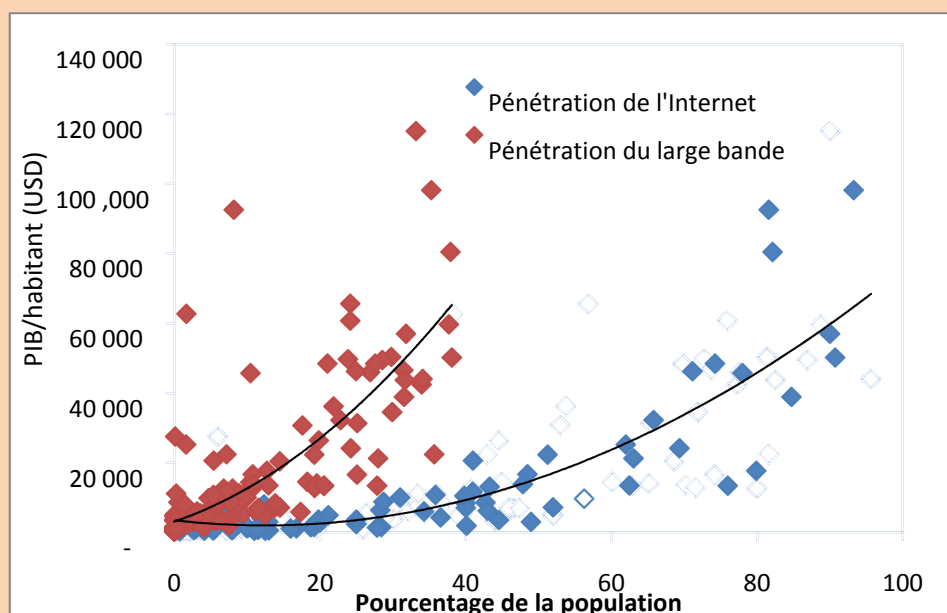 140 000
120 000
100 ,000
80 000
60 000
40 000
20 000
-
PIB/habitant (USD)
Pénétration de l'Internet
Pénétration du large bande
0 20 40 60 80 100
Pourcentage de la population